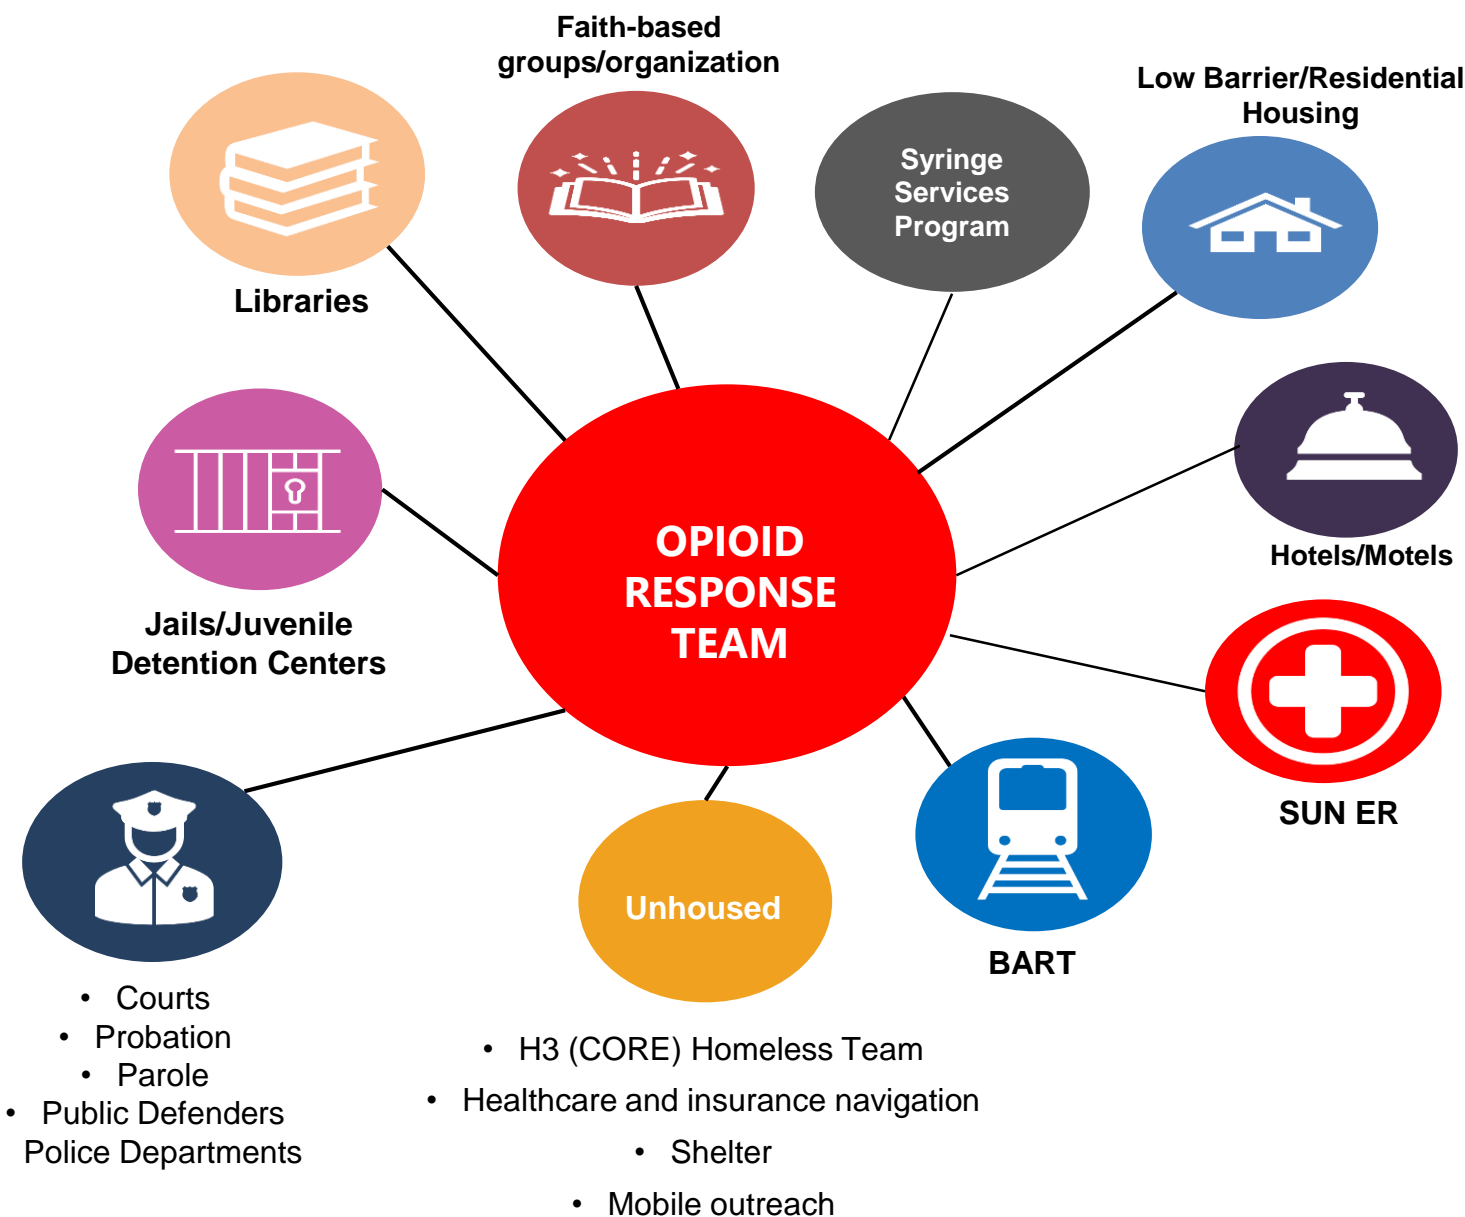 Faith-based
groups/organization
Low Barrier/Residential
Housing
Syringe
Services
Program
Libraries
OPIOID
RESPONSE
TEAM
Hotels/Motels
Jails/Juvenile
Detention Centers
SUN ER
Unhoused
BART
• Courts
• Probation
• Parole
• Public Defenders
Police Departments
• H3 (CORE) Homeless Team
• Healthcare and insurance navigation
• Shelter
• Mobile outreach